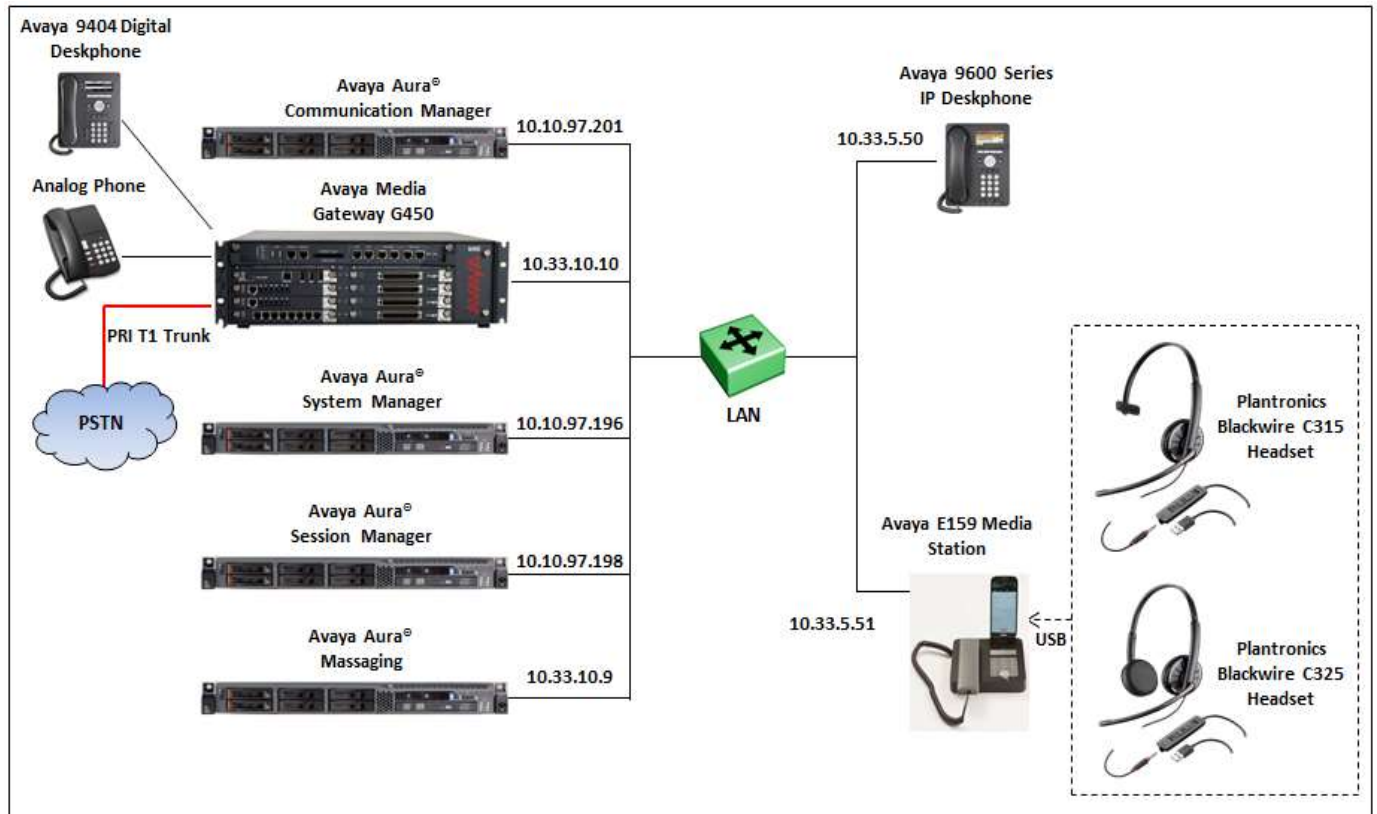 Avaya 9404 Digital
Deskphone
Avaya Aura®
Communication Manager
10.10.97.201
Avaya 9600 Series
IP Deskphone
10.33.5.50
Analog Phone
Avaya Media
Gateway G450
10.33.10.10
PRI T1 Trunk
PSTN
Avaya Aura®
System Manager
10.10.97.196
LAN
Plantronics
Blackwire C315
Headset
Avaya Aura®
Session Manager
10.10.97.198
Avaya E159 Media
Station
10.33.5.51
USB
Avaya Aura®
Massaging
10.33.10.9
Plantronics
Blackwire C325
Headset